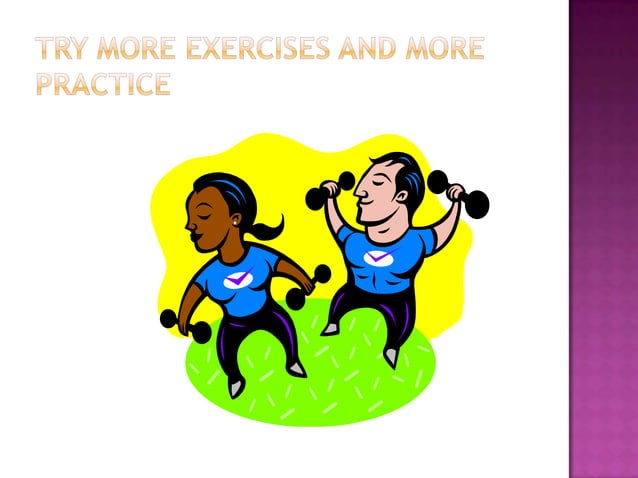 TRY MORE EXERCISES AND MORE
PRACTICE